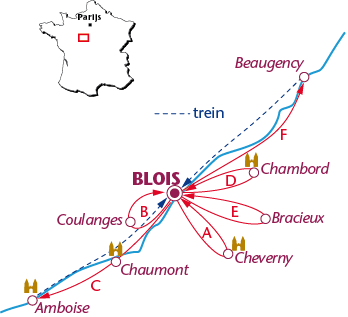 Parijs
Beaugency
trein
F
BLOIS
Chambord
D
Coulanges
B
E
Bracieux
A
Cheverny
Chaumont
C
Amboise